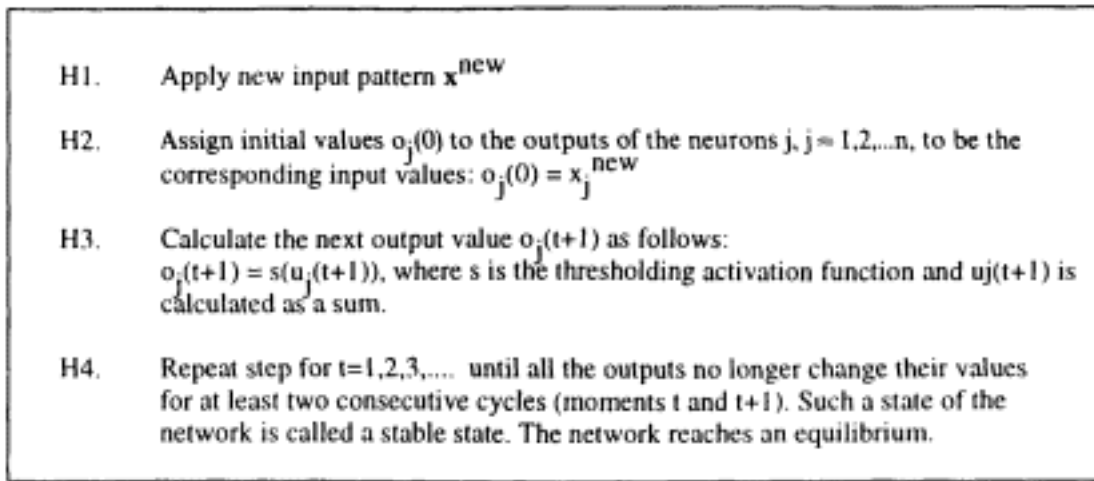 H1. Apply new input pattern x^new
H2. Assign initial values o_j(0) to the outputs of the neurons j, j = 1,2,...n, to be the
corresponding input values: o_j(0) = x_j^new
H3. Calculate the next output value o_j(t+1) as follows:
o_j(t+1) = s(u_j(t+1)), where s is the thresholding activation function and uj(t+1) is
calculated as a sum.
H4. Repeat step for t=1,2,3,.... until all the outputs no longer change their values
for at least two consecutive cycles (moments t and t+1). Such a state of the
network is called a stable state. The network reaches an equilibrium.